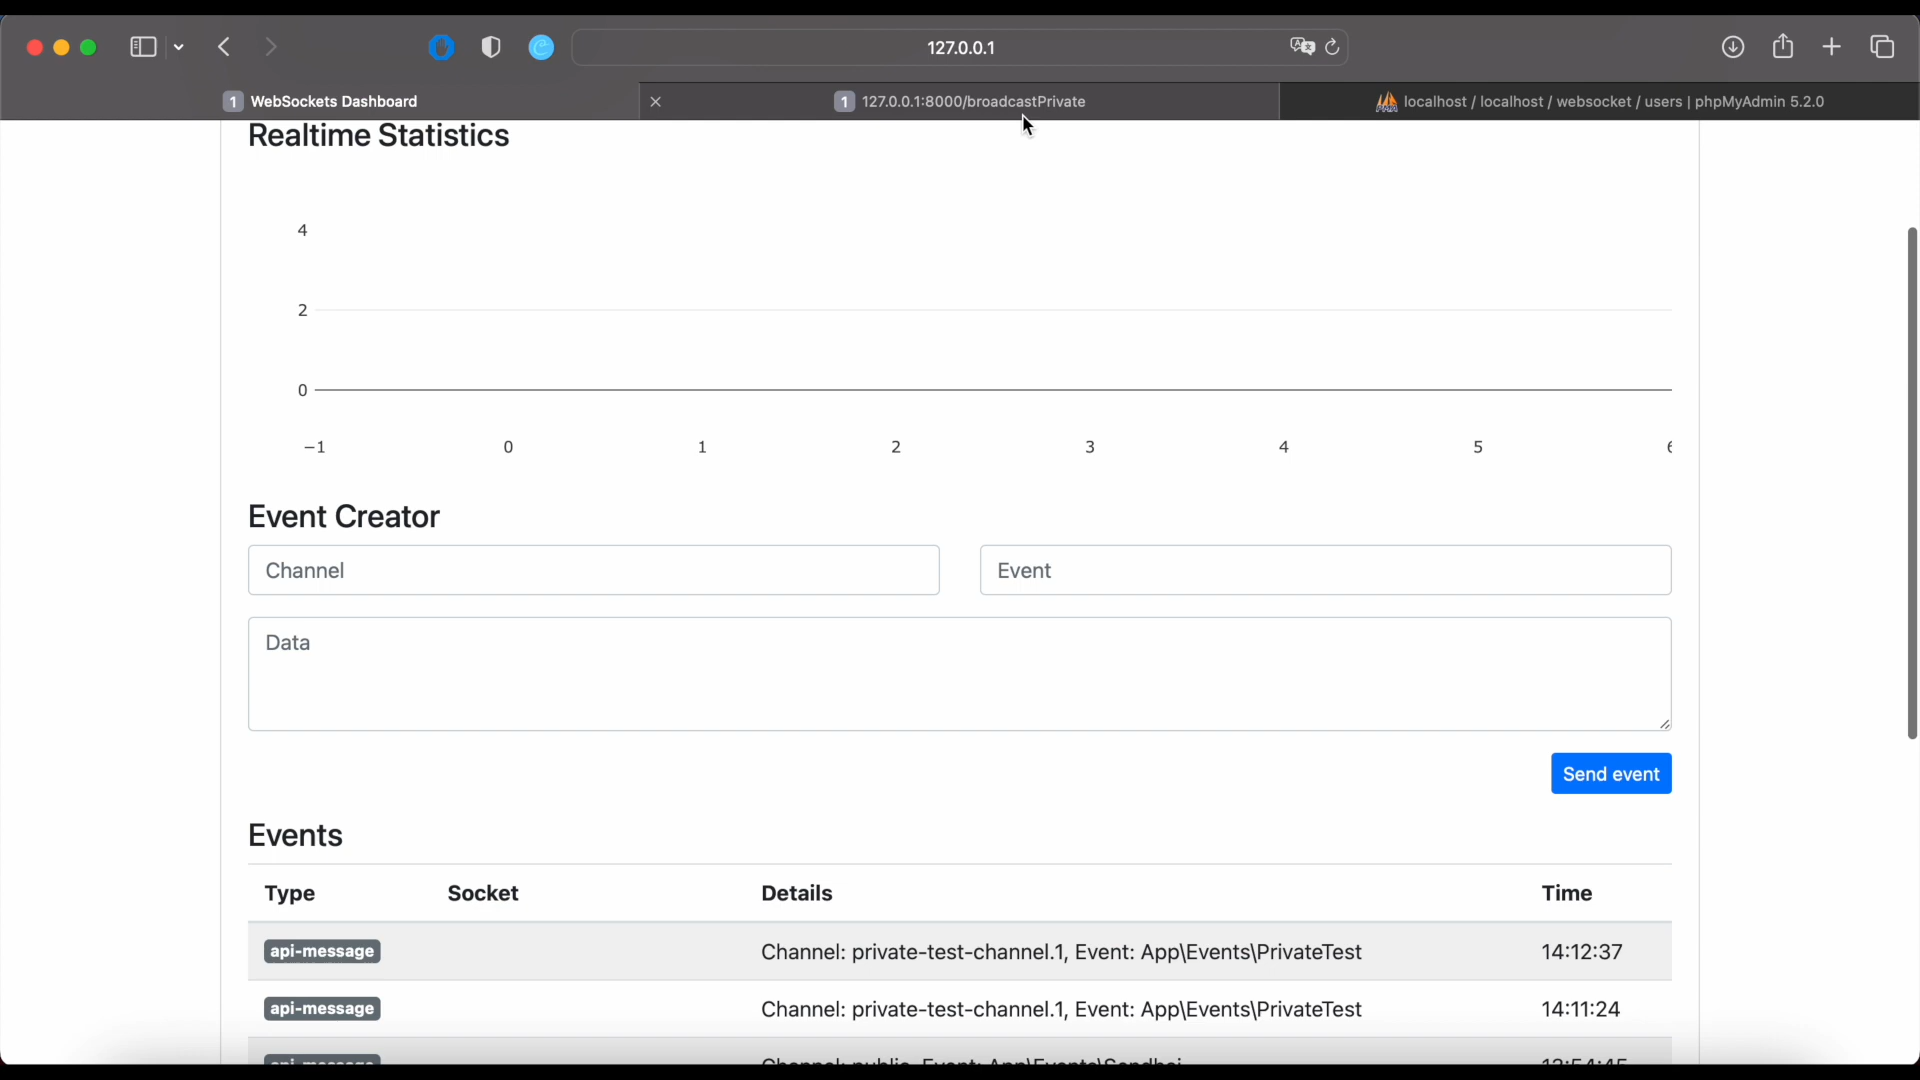 127.0.0.1
1 WebSockets Dashboard
1 127.0.0.1:8000/broadcastPrivate
localhost / localhost / websocket / users | phpMyAdmin 5.2.0
Realtime Statistics
4
2
0
−1 0 1 2 3 4 5
Event Creator
Channel Event
Data
Send event
Events
Type Socket Details Time
api-message Channel: private-test-channel.1, Event: App\Events\PrivateTest 14:12:37
api-message Channel: private-test-channel.1, Event: App\Events\PrivateTest 14:11:24